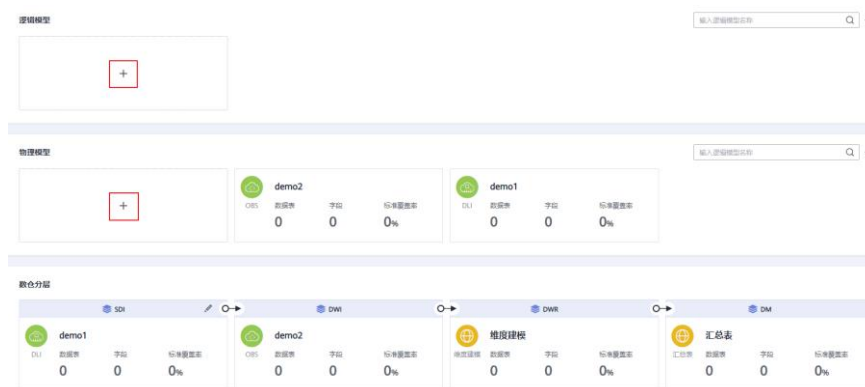 逻辑模型
输入逻辑模型名称
物理模型
输入逻辑模型名称
demo2
demo1
OBS 数据表 字段 标准覆盖率
DLI 数据表 字段 标准覆盖率
0 0 0%
0 0 0%
数仓分层
SDI
DWI
DWR
DM
demo1
demo2
维度建模
汇总表
DLI 数据表 字段 标准覆盖率
OBS 数据表 字段 标准覆盖率
维度建模 数据表 字段 标准覆盖率
汇总表 数据表 字段 标准覆盖率
0 0 0%
0 0 0%
0 0 0%
0 0 0%